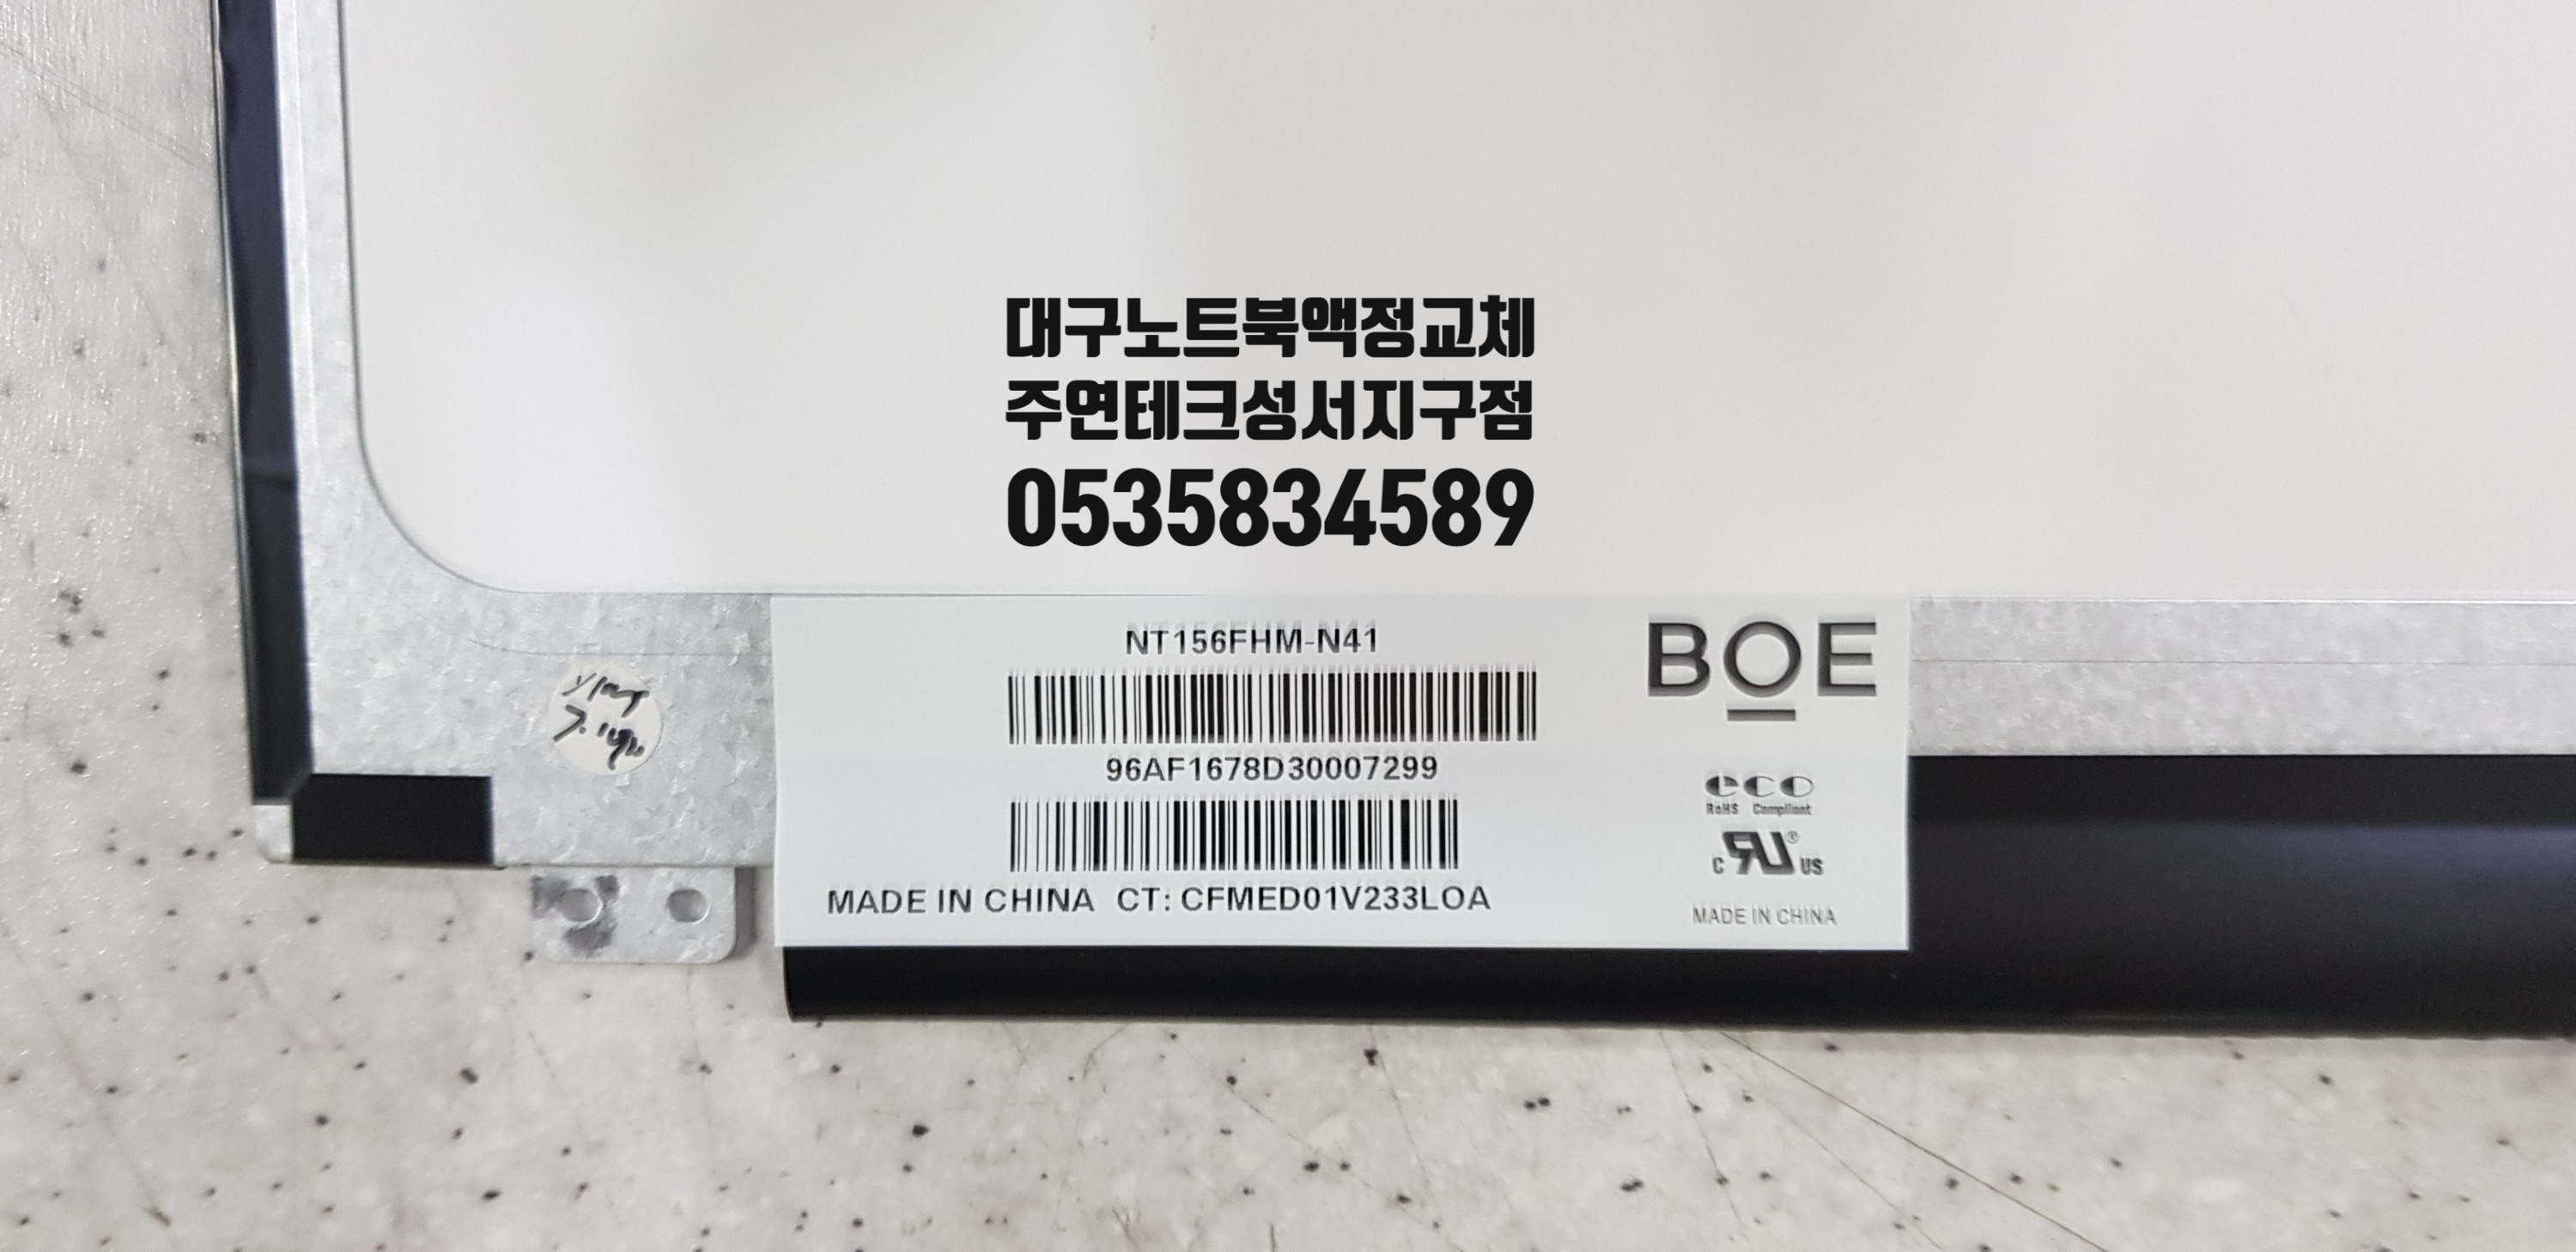 대구노트북액정교체
주연테크성서지구점
0535834589
NT156FHM-N41
96AF1678D30007299
MADE IN CHINA CT: CFMED01V233LOA
BOE
eco
RoHS Compliant
c RU® US
MADE IN CHINA